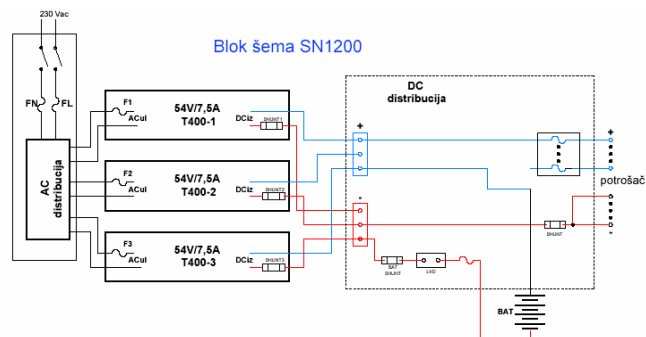 230 Vac
Blok šema SN1200
FN
FL
AC
distribucija
F1
ACul
54V/7,5A
T400-1
DCiz
SHUNT1
F2
ACul
54V/7,5A
T400-2
DCiz
SHUNT2
F3
ACul
54V/7,5A
T400-3
DCiz
SHUNT3
DC
distribucija
+
-
BAT
SHUNT
LVD
SHUNT
+
potrošač
-
BAT